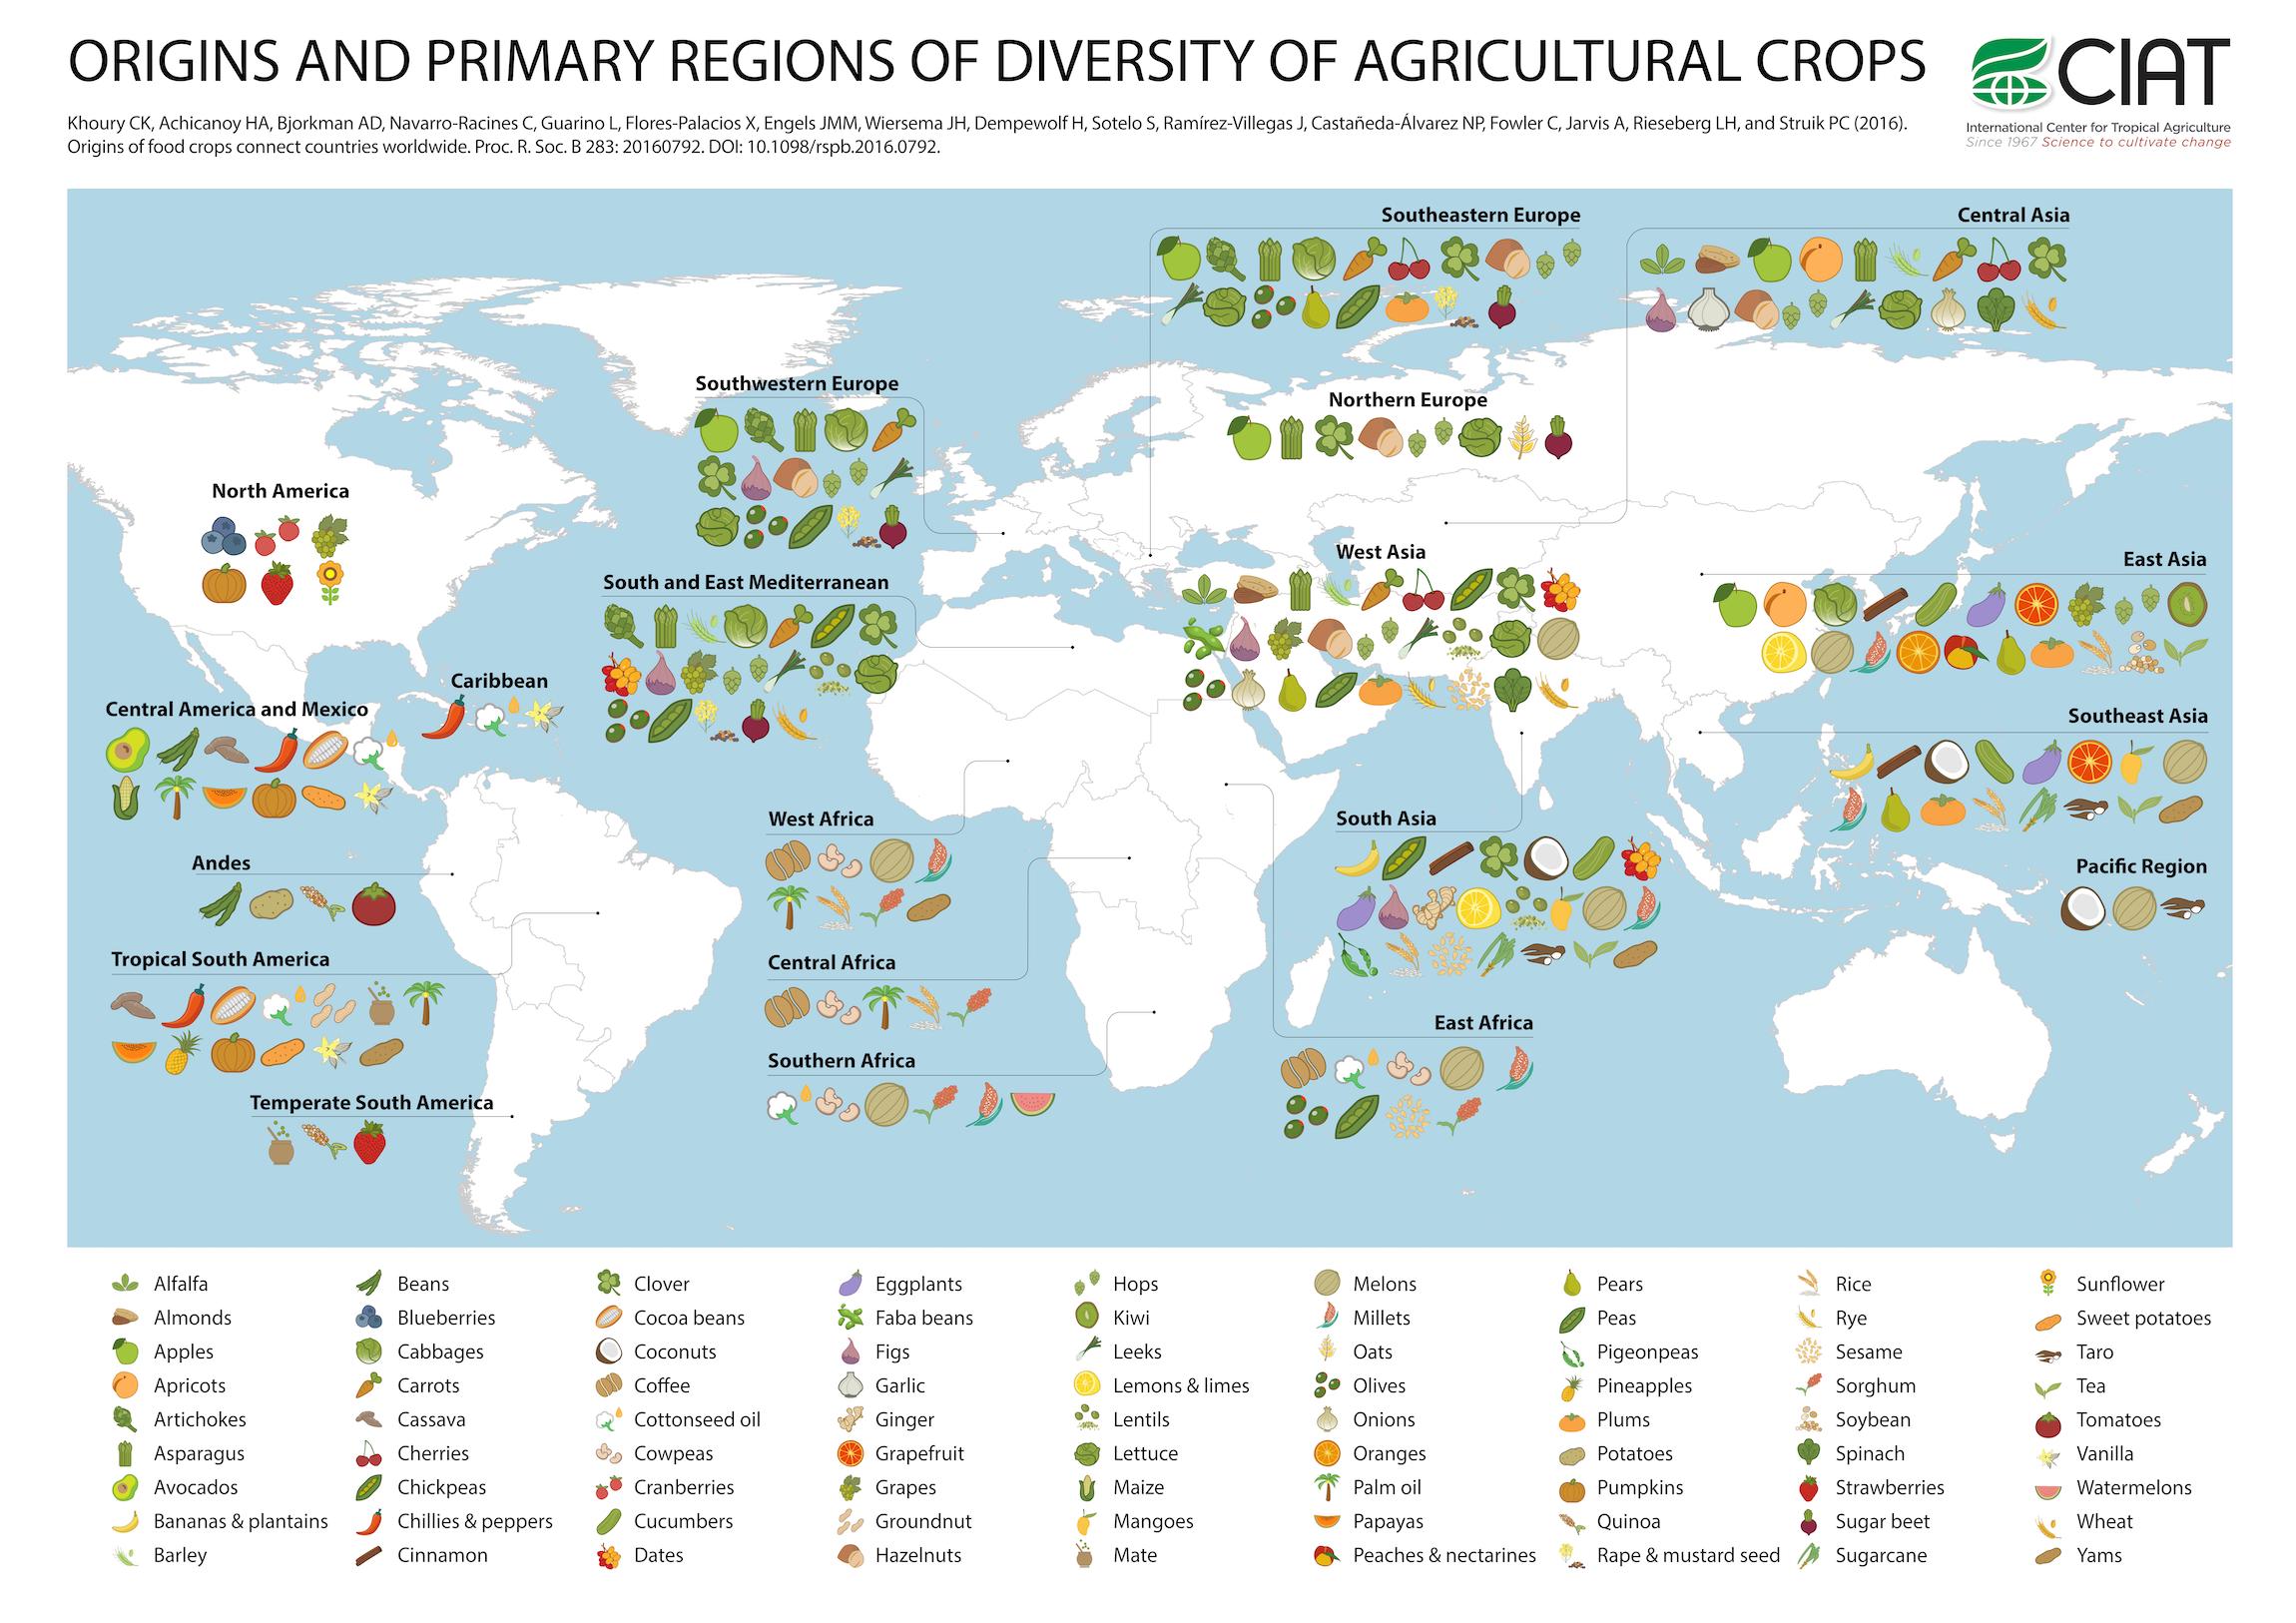 ORIGINS AND PRIMARY REGIONS OF DIVERSITY OF AGRICULTURAL CROPS
CIAT
International Center for Tropical Agriculture
Since 1967 Science to cultivate change
Khoury CK, Achicanoy HA, Bjorkman AD, Navarro-Racines C, Guarino L, Flores-Palacios X, Engels JMM, Wiersema JH, Dempewolf H, Sotelo S, Ramírez-Villegas J, Castañeda-Álvarez NP, Fowler C, Jarvis A, Rieseberg LH, and Struik PC (2016).
Origins of food crops connect countries worldwide. Proc. R. Soc. B 283: 20160792. DOI: 10.1098/rspb.2016.0792.
Southeastern Europe
Central Asia
Southwestern Europe
Northern Europe
North America
West Asia
East Asia
South and East Mediterranean
Caribbean
Central America and Mexico
Southeast Asia
West Africa
South Asia
Andes
Pacific Region
Tropical South America
Central Africa
East Africa
Southern Africa
Temperate South America
Alfalfa
Almonds
Apples
Apricots
Artichokes
Asparagus
Avocados
Bananas & plantains
Barley
Beans
Blueberries
Cabbages
Carrots
Cassava
Cherries
Chickpeas
Chillies & peppers
Cinnamon
Clover
Cocoa beans
Coconuts
Coffee
Cottonseed oil
Cowpeas
Cranberries
Cucumbers
Dates
Eggplants
Faba beans
Figs
Garlic
Ginger
Grapefruit
Grapes
Groundnut
Hazelnuts
Hops
Kiwi
Leeks
Lemons & limes
Lentils
Lettuce
Maize
Mangoes
Mate
Melons
Millets
Oats
Olives
Onions
Oranges
Palm oil
Papayas
Peaches & nectarines
Pears
Peas
Pigeonpeas
Pineapples
Plums
Potatoes
Pumpkins
Quinoa
Rape & mustard seed
Rice
Rye
Sesame
Sorghum
Soybean
Spinach
Strawberries
Sugar beet
Sugarcane
Sunflower
Sweet potatoes
Taro
Tea
Tomatoes
Vanilla
Watermelons
Wheat
Yams